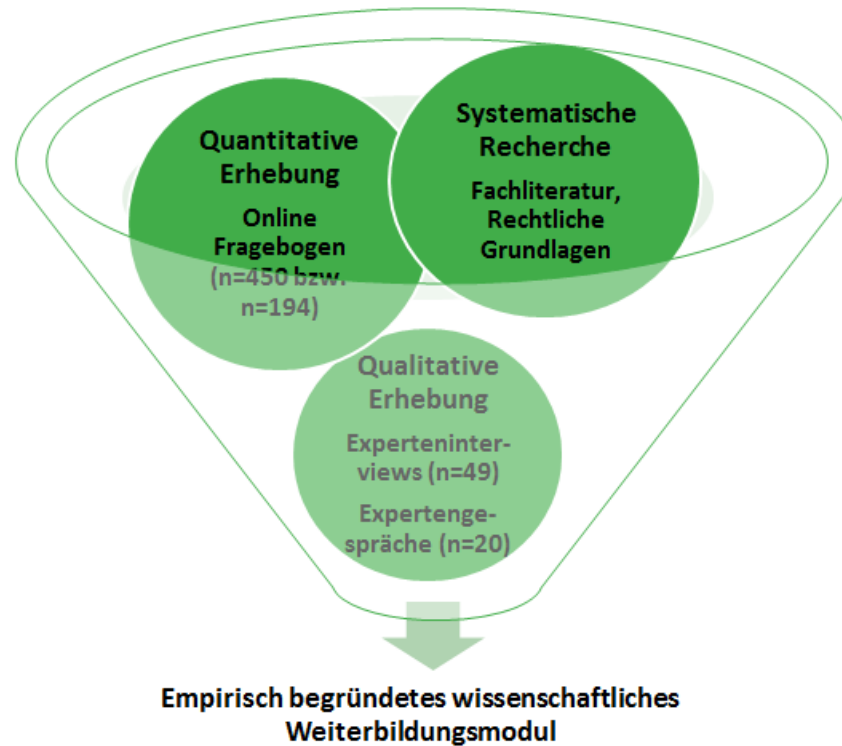 Quantitative
Erhebung
Online
Fragebogen
(n=450 bzw.
n=194)
Systematische
Recherche
Fachliteratur,
Rechtliche
Grundlagen
Qualitative
Erhebung
Experteninter-
views (n=49)
Expertenge-
spräche (n=20)
Empirisch begründetes wissenschaftliches
Weiterbildungsmodul